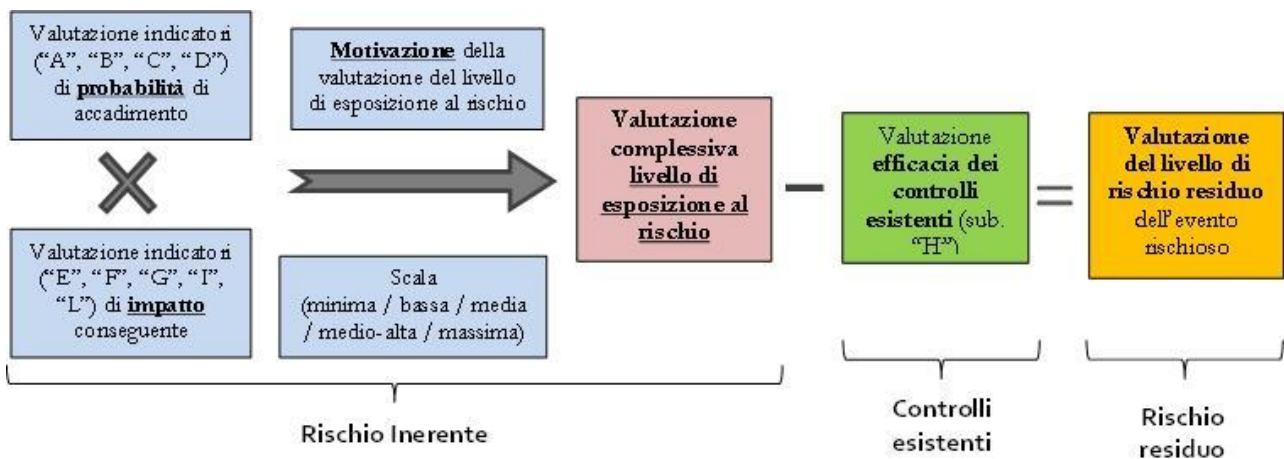 Valutazione indicatori
(“A”, “B”, “C”, “D”)
di probabilità di
accadimento
Motivazione della
valutazione del livello
di esposizione al rischio
Valutazione indicatori
(“E”, “F”, “G”, “I”,
“L”) di impatto
conseguente
Scala
(minima / bassa / media
/ medio-alta / massima)
Valutazione
complessiva
livello di
esposizione al
rischio
Valutazione
efficacia dei
controlli
esistenti (sub.
“H”)
Valutazione
del livello di
rischio residuo
dell’evento
rischioso
Rischio Inerente
Controlli
esistenti
Rischio
residuo